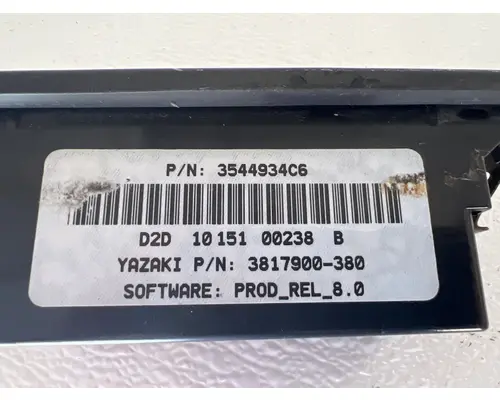 P/N: 3544934C6
D2D 10 151 00238 B
YAZAKI P/N: 3817900-380
SOFTWARE: PROD_REL_8.0